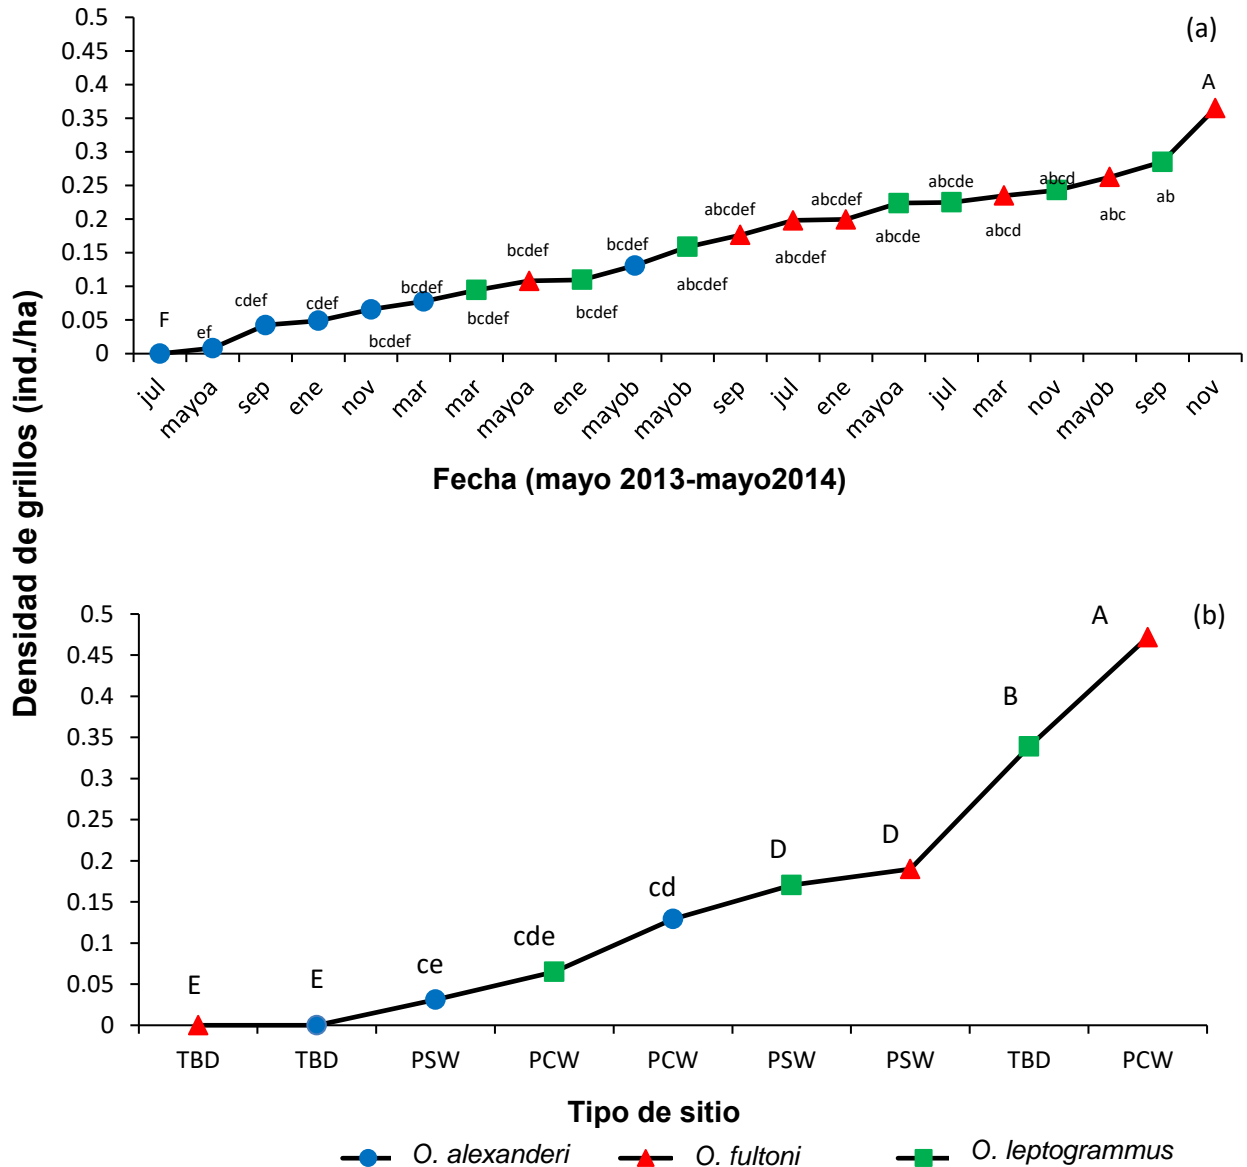 Densidad de grillos (ind./ha)
(a)
0.5
0.45
0.4
0.35
0.3
0.25
0.2
0.15
0.1
0.05
0
F
ef
cdef
cdef
bcdef
bcdef
bcdef
bcdef
bcdef
bcdef
abcdef
abcdef
abcdef
abcdef
abcde
abcde
abcd
abcd
abc
ab
A
jul
mayoa
sep
ene
nov
mar
mar
mayoa
ene
mayob
mayob
sep
jul
ene
mayoa
jul
mar
nov
mayob
sep
nov
Fecha (mayo 2013-mayo2014)
(b)
0.5
0.45
0.4
0.35
0.3
0.25
0.2
0.15
0.1
0.05
0
E
E
ce
cde
cd
D
D
B
A
TBD
TBD
PSW
PCW
PCW
PSW
PSW
TBD
PCW
Tipo de sitio
O. alexanderi
O. fultoni
O. leptogrammus